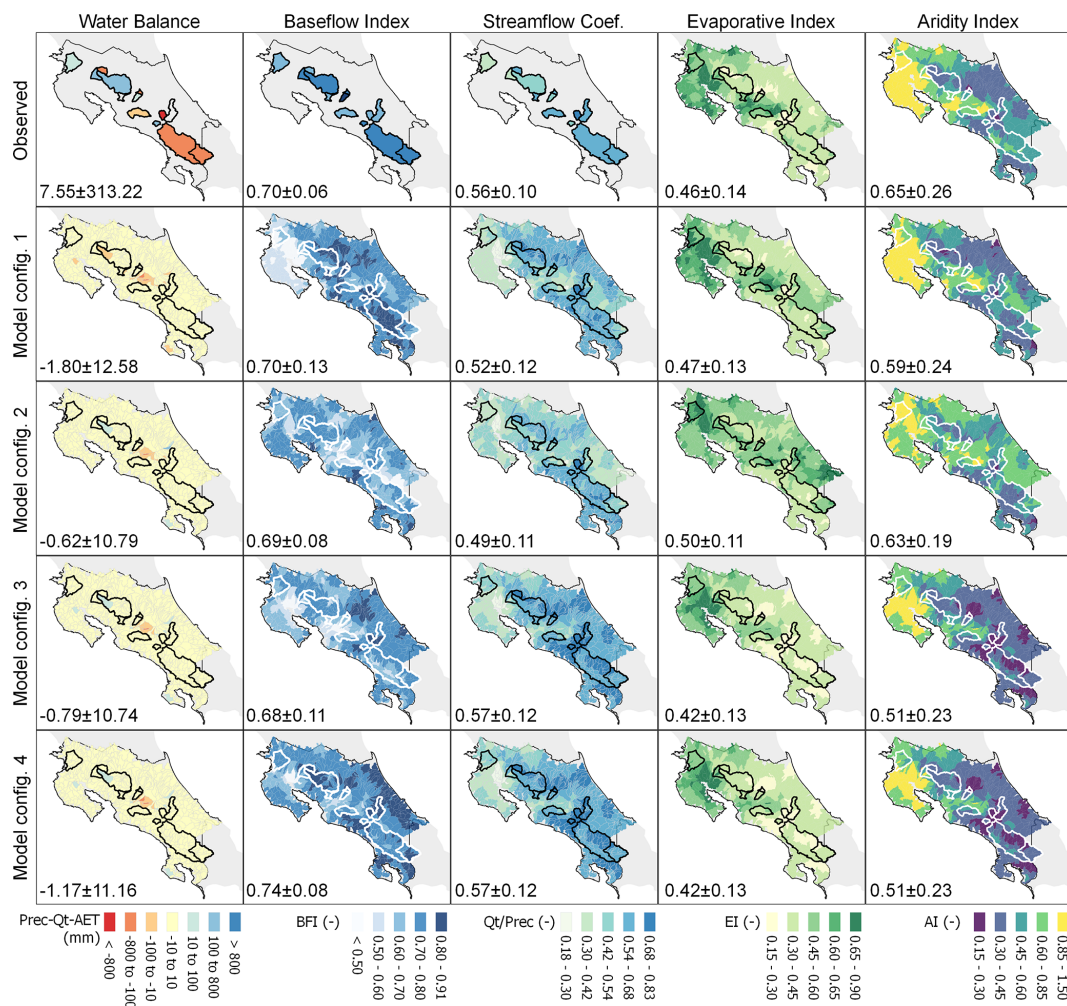 Water Balance Baseflow Index Streamflow Coef. Evaporative Index Aridity Index
Observed
7.55±313.22 0.70±0.06 0.56±0.10 0.46±0.14 0.65±0.26
Model config. 1
-1.80±12.58 0.70±0.13 0.52±0.12 0.47±0.13 0.59±0.24
Model config. 2
-0.62±10.79 0.69±0.08 0.49±0.11 0.50±0.11 0.63±0.19
Model config. 3
-0.79±10.74 0.68±0.11 0.57±0.12 0.42±0.13 0.51±0.23
Model config. 4
-1.17±11.16 0.74±0.08 0.57±0.12 0.42±0.13 0.51±0.23
Prec-Qt-AET
(mm)
< -800
-800 to -100
-100 to -10
-10 to 10
10 to 100
100 to 800
> 800
BFI (-)
< 0.50
0.50 - 0.60
0.60 - 0.70
0.70 - 0.80
0.80 - 0.91
Qt/Prec (-)
0.18 - 0.30
0.30 - 0.42
0.42 - 0.54
0.54 - 0.68
0.68 - 0.83
EI (-)
0.15 - 0.30
0.30 - 0.45
0.45 - 0.60
0.60 - 0.65
0.65 - 0.90
AI (-)
0.15 - 0.30
0.30 - 0.45
0.45 - 0.60
0.60 - 0.85
0.85 - 1.50